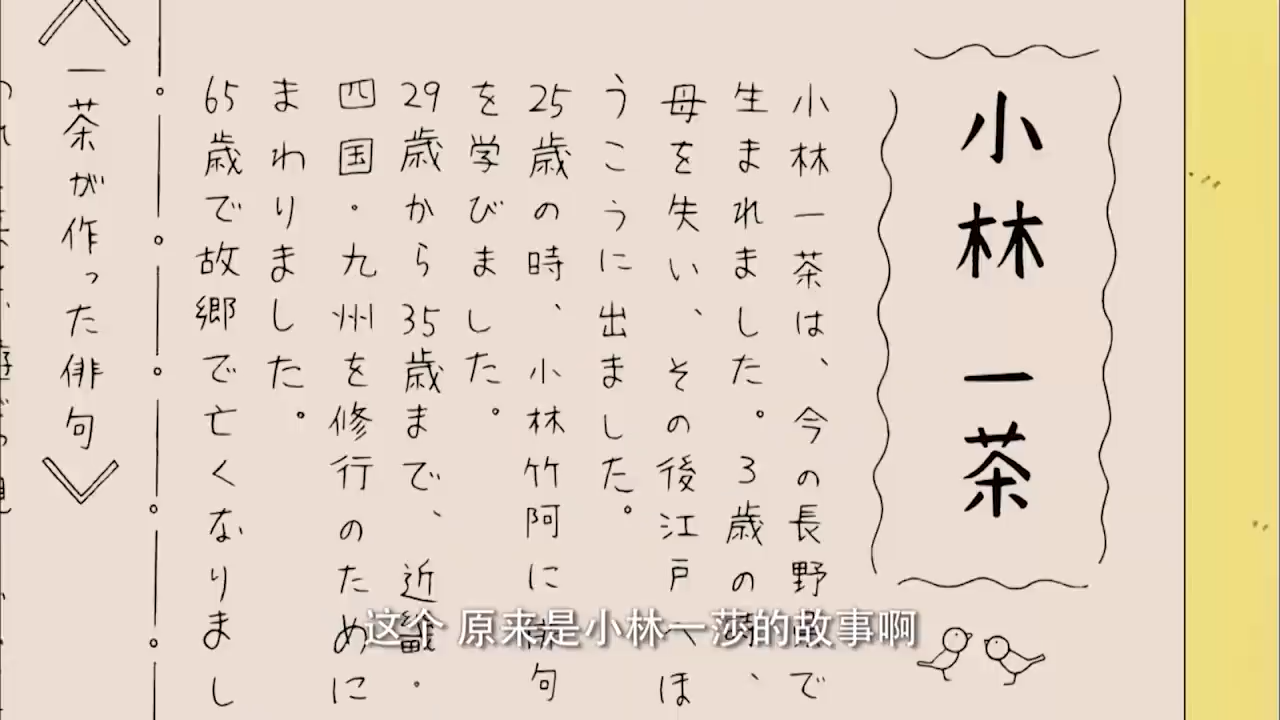 小林一茶
小林一茶は、今の長野県で
生まれました。3歳の時、
母を失い、その後江戸へほ
うこうに出ました。
25歳の時、小林竹阿に俳句
を学びました。
29歳から35歳まで、近畿・
四国・九州を修行のために
まわりました。
65歳で故郷で亡くなりまし
一茶が作った俳句
这个 原来是小林一莎的故事啊